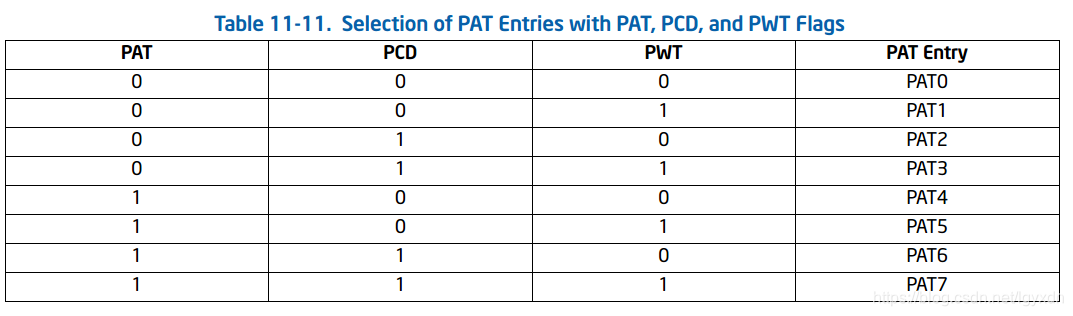 Table 11-11. Selection of PAT Entries with PAT, PCD, and PWT Flags
PAT PCD PWT PAT Entry
0 0 0 PAT0
0 0 1 PAT1
0 1 0 PAT2
0 1 1 PAT3
1 0 0 PAT4
1 0 1 PAT5
1 1 0 PAT6
1 1 1 PAT7